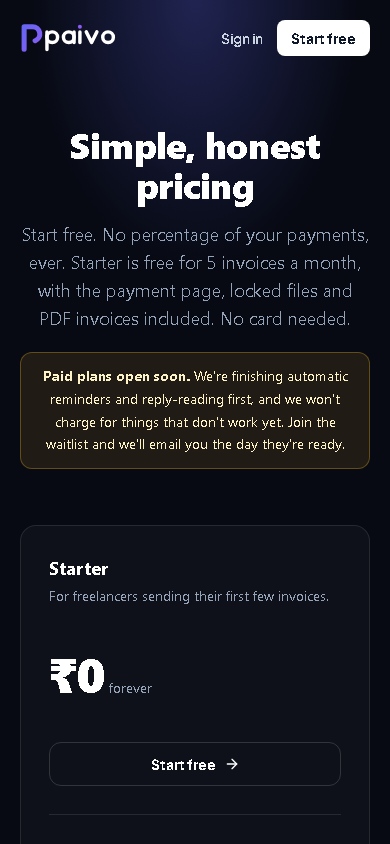 paivo
Sign in
Start free
Simple, honest
pricing
Start free. No percentage of your payments,
ever. Starter is free for 5 invoices a month,
with the payment page, locked files and
PDF invoices included. No card needed.
Paid plans open soon. We're finishing automatic
reminders and reply-reading first, and we won't
charge for things that don't work yet. Join the
waitlist and we'll email you the day they're ready.
Starter
For freelancers sending their first few invoices.
₹0 forever
Start free →